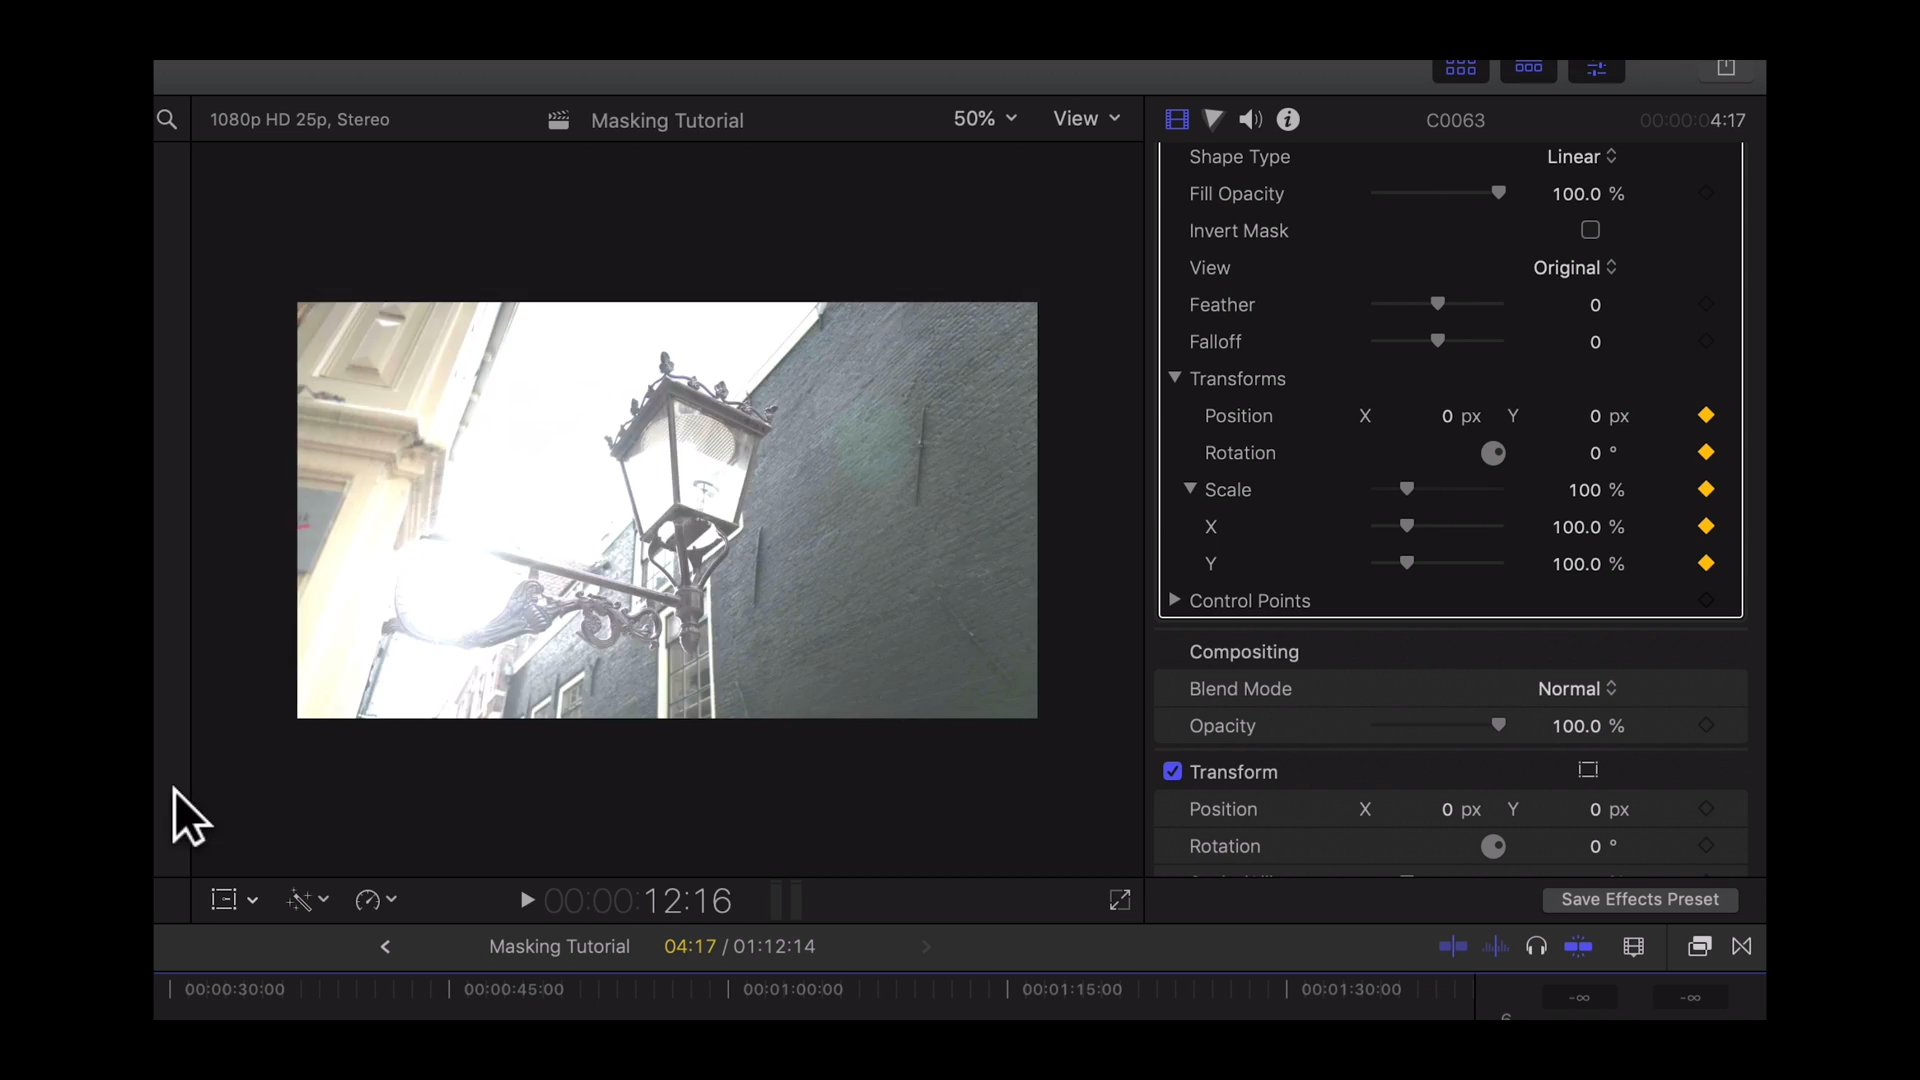 1080p HD 25p, Stereo
Masking Tutorial
50%
View
C0063
00:00:04:17
Shape Type
Linear
Fill Opacity
100.0 %
Invert Mask
View
Original
Feather
0
Falloff
0
Transforms
Position X 0 px Y 0 px
Rotation
0 °
Scale
100 %
X
100.0 %
Y
100.0 %
Control Points
Compositing
Blend Mode
Normal
Opacity
100.0 %
Transform
Position X 0 px Y 0 px
Rotation
0 °
00:00:12:16
Save Effects Preset
Masking Tutorial
04:17 / 01:12:14
00:00:30:00
00:00:45:00
00:01:00:00
00:01:15:00
00:01:30:00
-∞
-∞
6